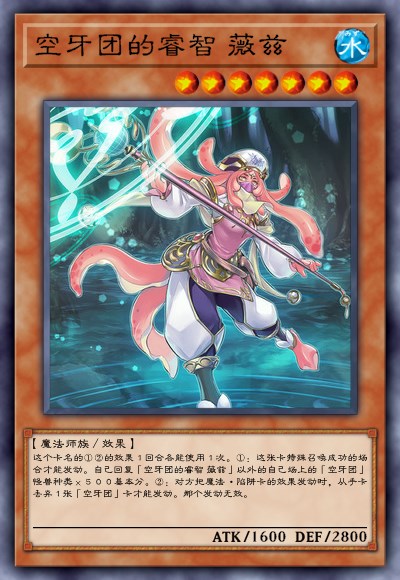 空牙团的睿智 薇兹
水
【魔法师族／效果】
这个卡名的①②的效果1回合各能使用1次。①：这张卡特殊召唤成功的场
合才能发动。自己回复「空牙团的睿智 薇兹」以外的自己场上的「空牙团」
怪兽种类×500基本分。②：对方把魔法·陷阱卡的效果发动时，从手卡
丢弃1张「空牙团」卡才能发动。那个发动无效。
ATK/1600 DEF/2800